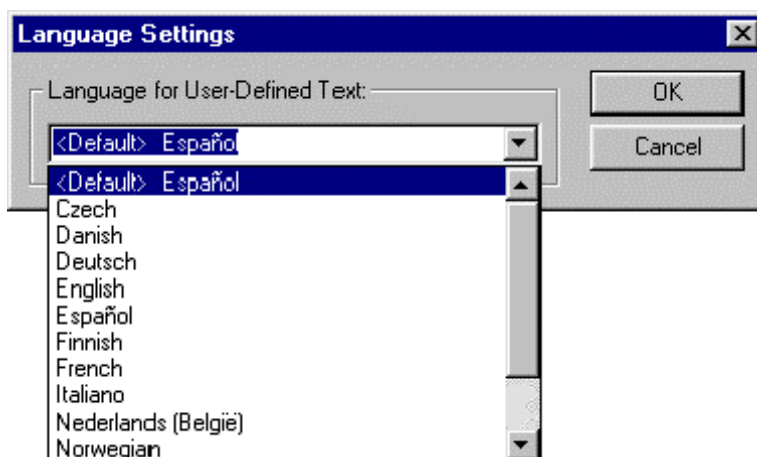 Language Settings
Language for User-Defined Text:
OK
<Default> Español
Cancel
<Default> Español
Czech
Danish
Deutsch
English
Español
Finnish
French
Italiano
Nederlands (België)
Norwegian